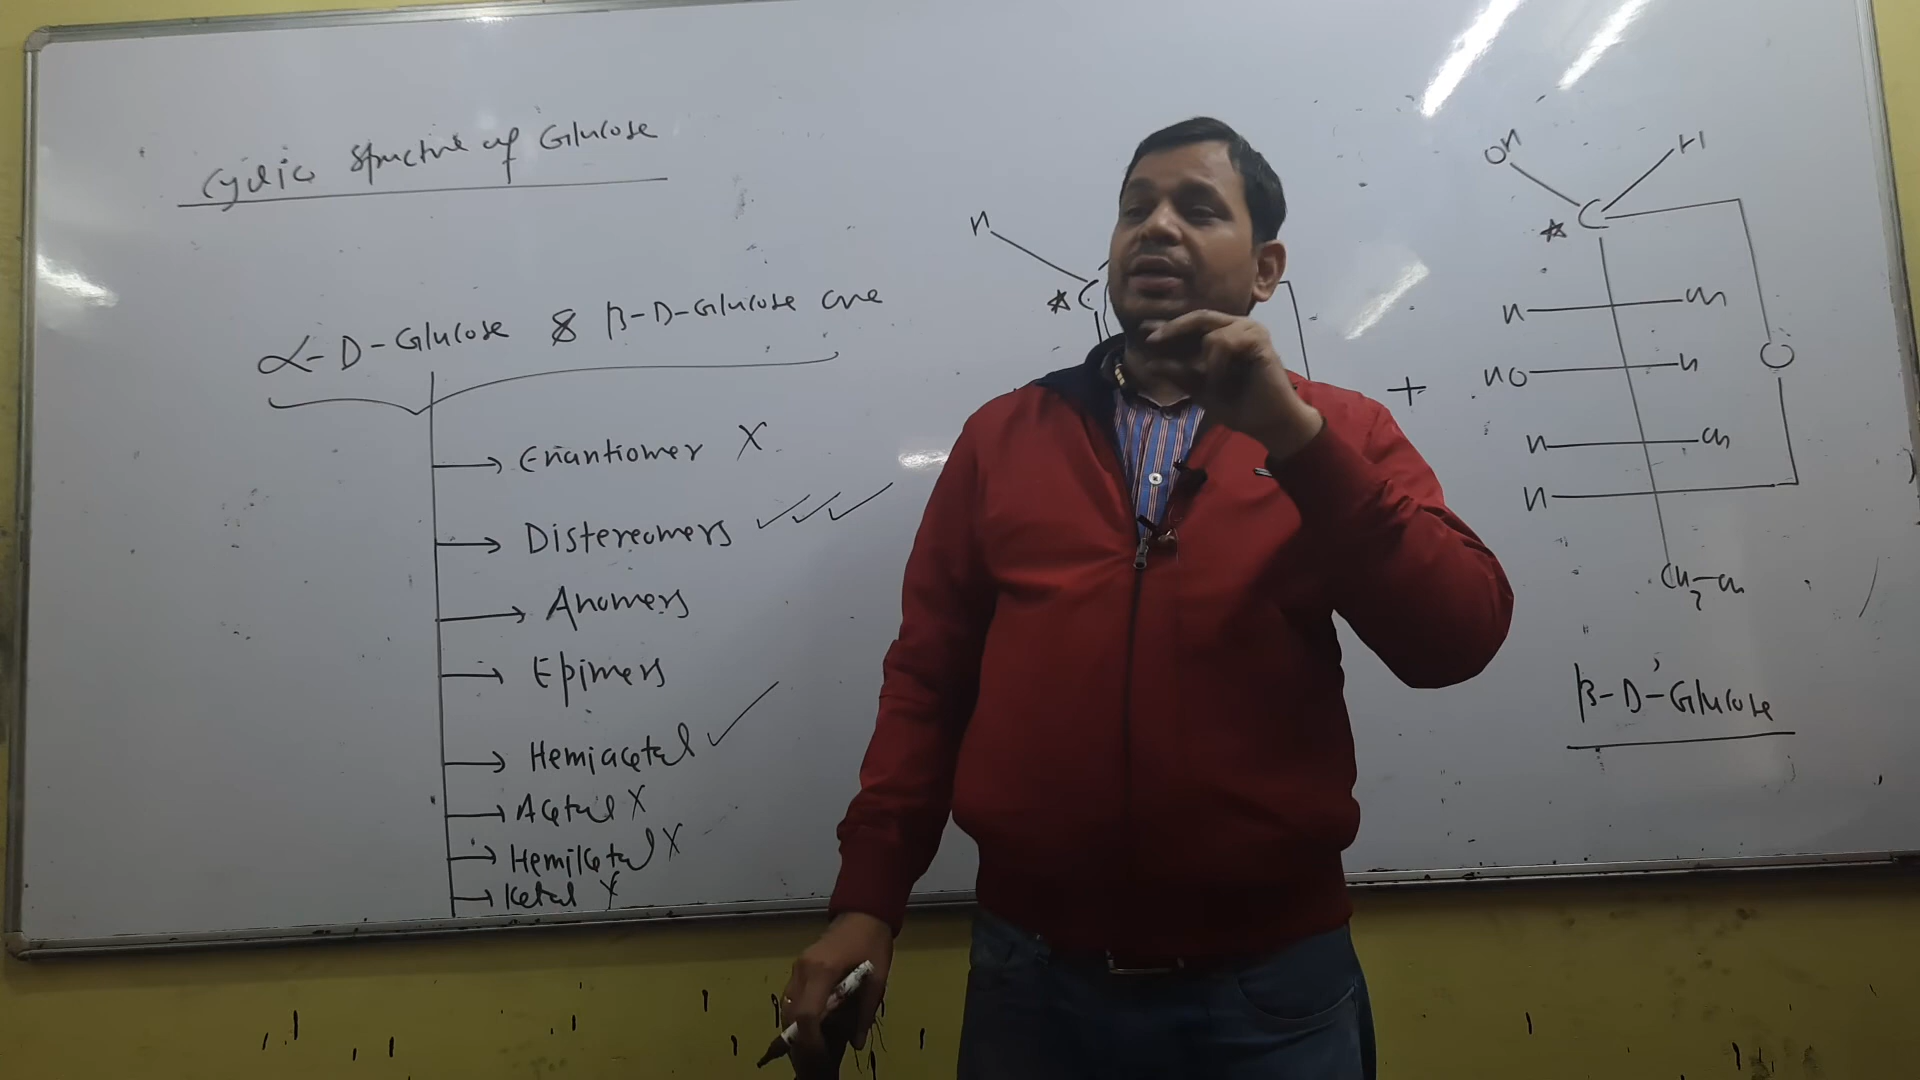 Cyclic Structure of Glucose
α-D-Glucose & β-D-Glucose are
→ Enantiomer X
→ Distereomers ✓✓✓
→ Anomers
→ Epimers
→ Hemiacetal ✓
→ Acetal X
→ Hemiketal X
→ Ketal X
H
☆ C
+
OH H
☆ C
H OH
HO H
O
H OH
H
CH2-OH
β-D-Glucose